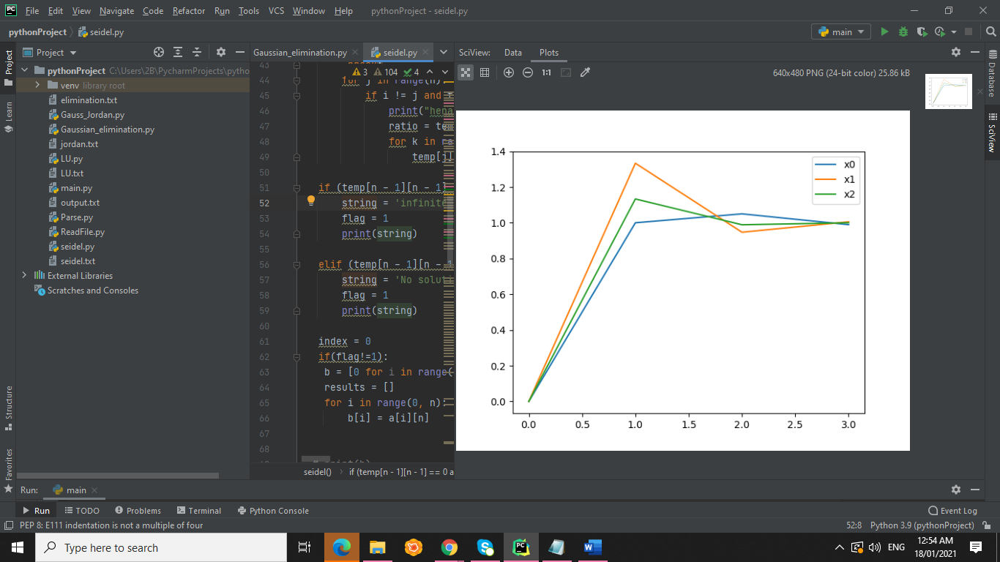 File Edit View Navigate Code Refactor Run Tools VCS Window Help pythonProject - seidel.py
pythonProject seidel.py main
Project
Project
Learn
Structure
Favorites
Project
pythonProject C:\Users\2B\PycharmProjects\pytho
venv library root
elimination.txt
Gauss_Jordan.py
Gaussian_elimination.py
jordan.txt
LU.py
LU.txt
main.py
output.txt
Parse.py
ReadFile.py
seidel.py
seidel.txt
External Libraries
Scratches and Consoles
Gaussian_elimination.py seidel.py
3 104 4
43
44 for j in range(n)
45 if i != j and
46 print("hena
47 ratio = te
48 for k in
49 temp[j]
50
51 if (temp[n - 1][n - 1]
52 string = 'infinite
53 flag = 1
54 print(string)
55
56 elif (temp[n - 1][n - 1
57 string = 'No soluti
58 flag = 1
59 print(string)
60
61 index = 0
62 if(flag!=1):
63 b = [0 for i in range(
64 results = []
65 for i in range(0, n):
66 b[i] = a[i][n]
67
68
seidel() if (temp[n - 1][n - 1] == 0 a
SciView: Data Plots
1:1 640x480 PNG (24-bit color) 25.86 kB
1.4
1.2
1.0
0.8
0.6
0.4
0.2
0.0
0.0 0.5 1.0 1.5 2.0 2.5 3.0
x0
x1
x2
Database
SciView
Run: main
Run TODO Problems Terminal Python Console Event Log
PEP 8: E111 indentation is not a multiple of four 52:8 Python 3.9 (pythonProject)
Type here to search
ENG
12:54 AM
18/01/2021